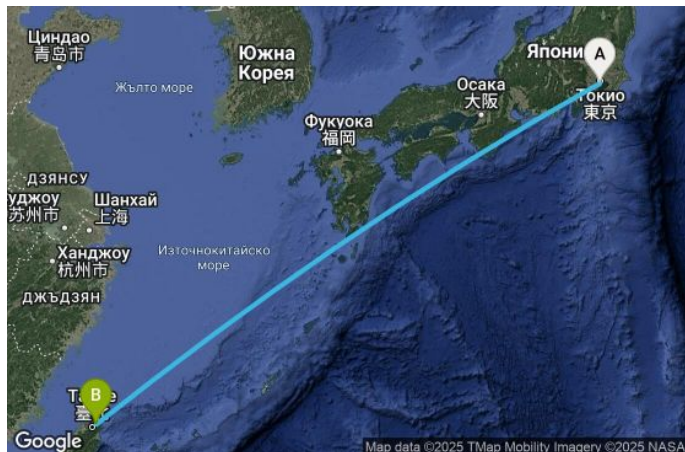 Циндао
青岛市
Южна
Корея
Жълто море
Япони
A
Токио
東京
Осака
大阪
Фукуока
福岡
ДЗЯНСУ
Шанхай
上海
уджоу
苏州市
Ханджоу
杭州市
Източнокитайско
море
ДЖЪДЗЯН
B
Google
Map data ©2025 TMap Mobility Imagery ©2025 NASA